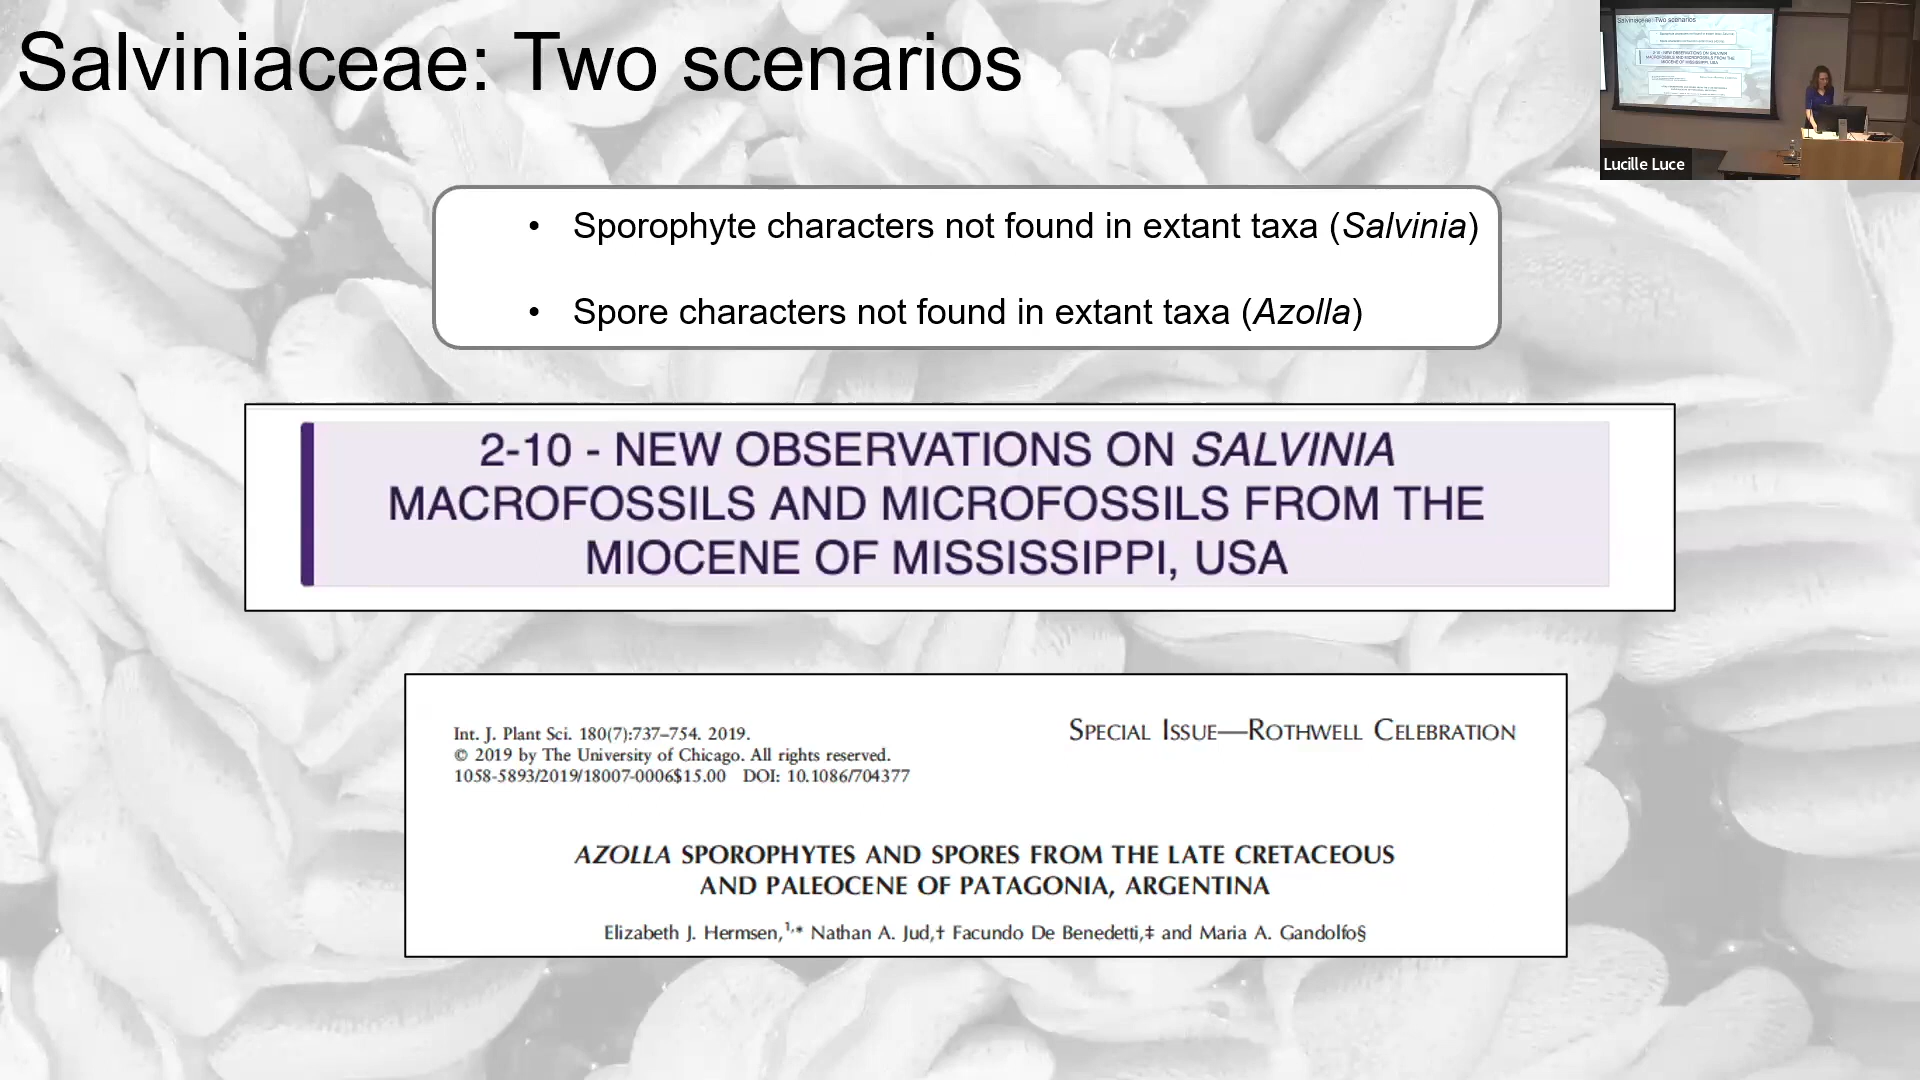 Salviniaceae: Two scenarios
Salviniaceae: Two scenarios
Lucille Luce
• Sporophyte characters not found in extant taxa (Salvinia)
• Spore characters not found in extant taxa (Azolla)
2-10 - NEW OBSERVATIONS ON SALVINIA
MACROFOSSILS AND MICROFOSSILS FROM THE
MIOCENE OF MISSISSIPPI, USA
Int. J. Plant Sci. 180(7):737–754. 2019.
© 2019 by The University of Chicago. All rights reserved.
1058-5893/2019/18007-0006$15.00 DOI: 10.1086/704377
Special Issue—Rothwell Celebration
AZOLLA SPOROPHYTES AND SPORES FROM THE LATE CRETACEOUS
AND PALEOCENE OF PATAGONIA, ARGENTINA
Elizabeth J. Hermsen,¹,* Nathan A. Jud,† Facundo De Benedetti,‡ and Maria A. Gandolfo§